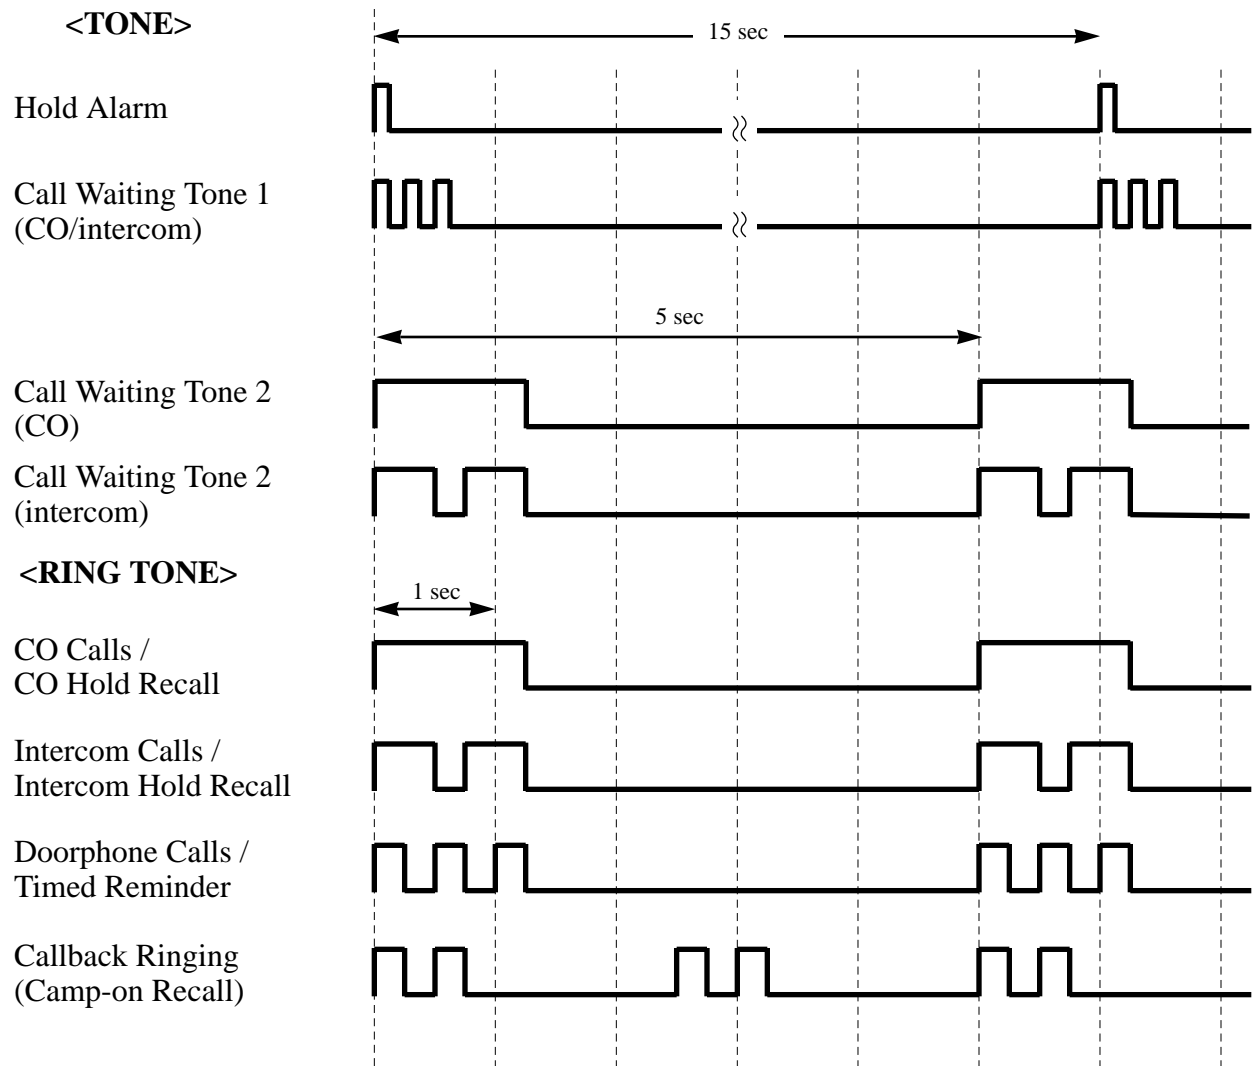 <TONE>
15 sec
Hold Alarm
Call Waiting Tone 1
(CO/intercom)
5 sec
Call Waiting Tone 2
(CO)
Call Waiting Tone 2
(intercom)
<RING TONE>
1 sec
CO Calls /
CO Hold Recall
Intercom Calls /
Intercom Hold Recall
Doorphone Calls /
Timed Reminder
Callback Ringing
(Camp-on Recall)